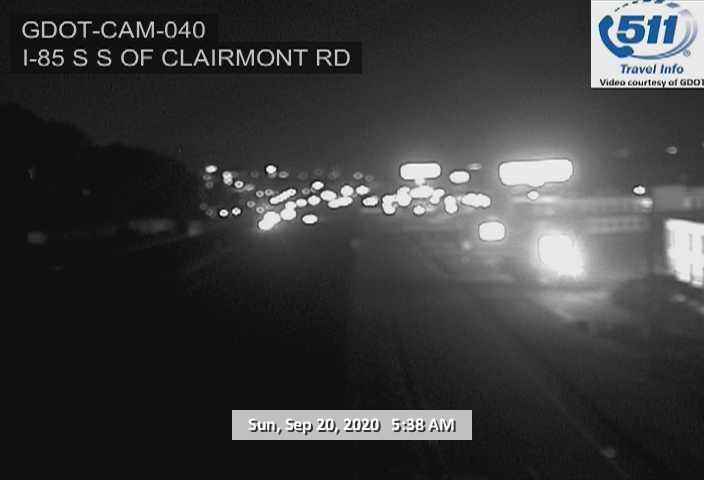 GDOT-CAM-040
I-85 S S OF CLAIRMONT RD
511
Travel Info
Video courtesy of GDOT
Sun, Sep 20, 2020 5:38 AM